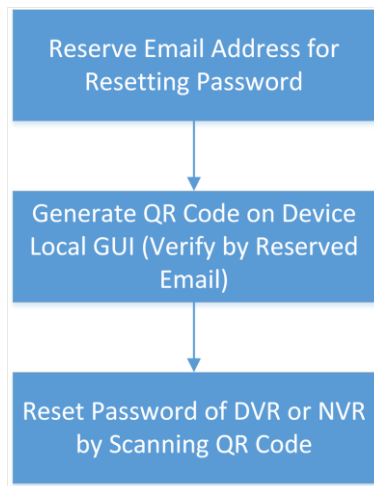 Reserve Email Address for
Resetting Password
Generate QR Code on Device
Local GUI (Verify by Reserved
Email)
Reset Password of DVR or NVR
by Scanning QR Code